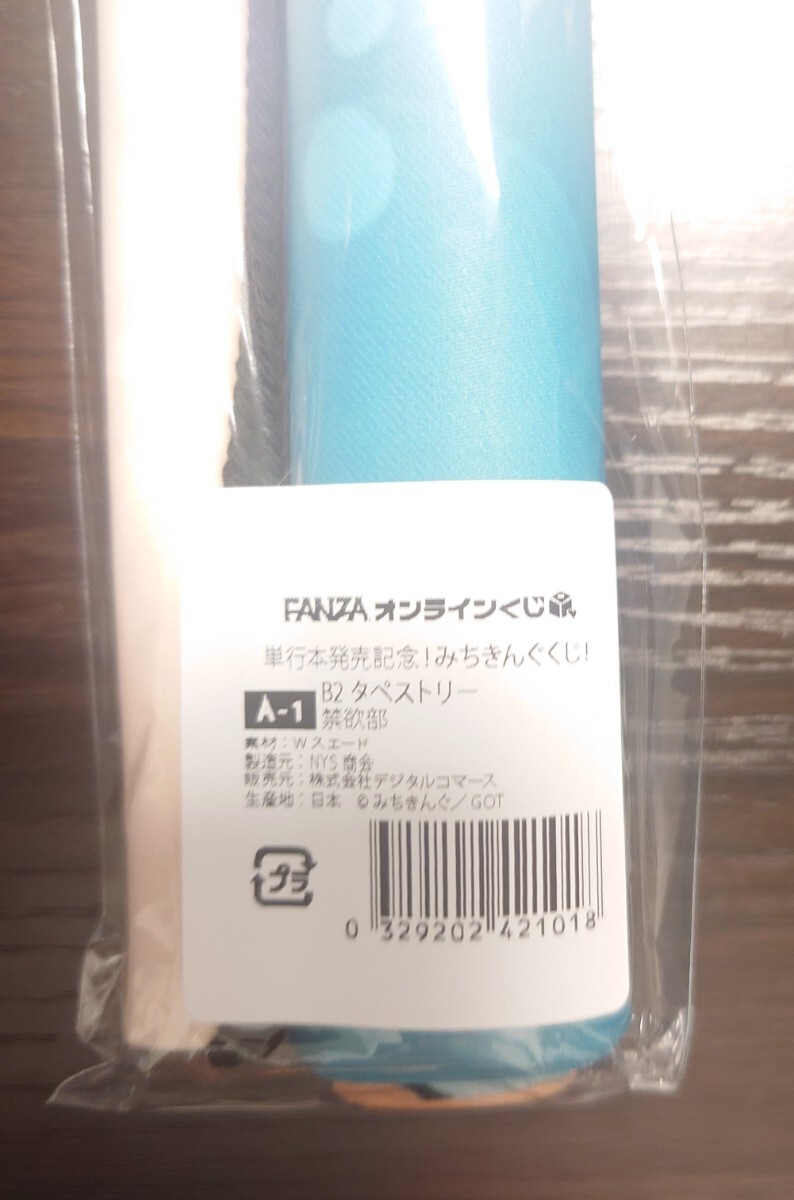 FANZA オンラインくじ
単行本発売記念!みちきんぐくじ!
A-1
B2 タペストリー
禁欲部
素材:Wスエード
製造元:NYS 商会
販売元:株式会社デジタルコマース
生産地:日本 ©みちきんぐ/GOT
プラ
0 329202 421018